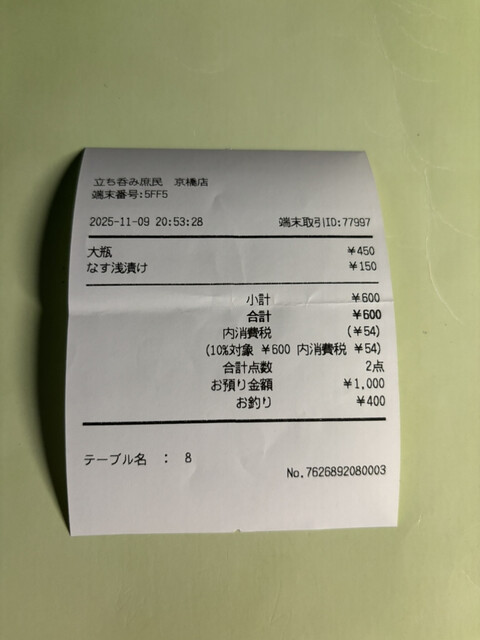 立ち呑み庶民 京橋店
端末番号:5FF5
2025-11-09 20:53:28 端末取引ID:77997
大瓶 ¥450
なす浅漬け ¥150
小計 ¥600
合計 ¥600
内消費税 (¥54)
(10%対象 ¥600 内消費税 ¥54)
合計点数 2点
お預り金額 ¥1,000
お釣り ¥400
テーブル名 : 8
No.7626892080003